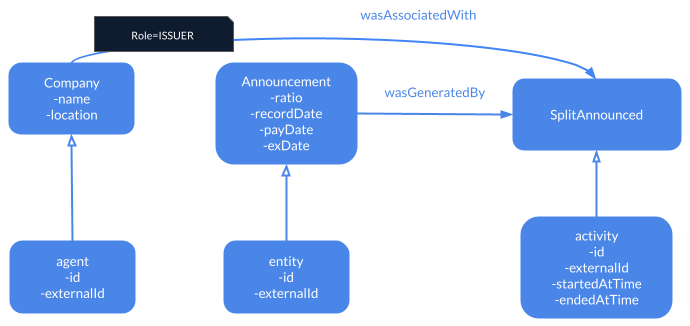 wasAssociatedWith
Role=ISSUER
Company
-name
-location
Announcement
-ratio
-recordDate
-payDate
-exDate
wasGeneratedBy
SplitAnnounced
agent
-id
-externalId
entity
-id
-externalId
activity
-id
-externalId
-startedAtTime
-endedAtTime